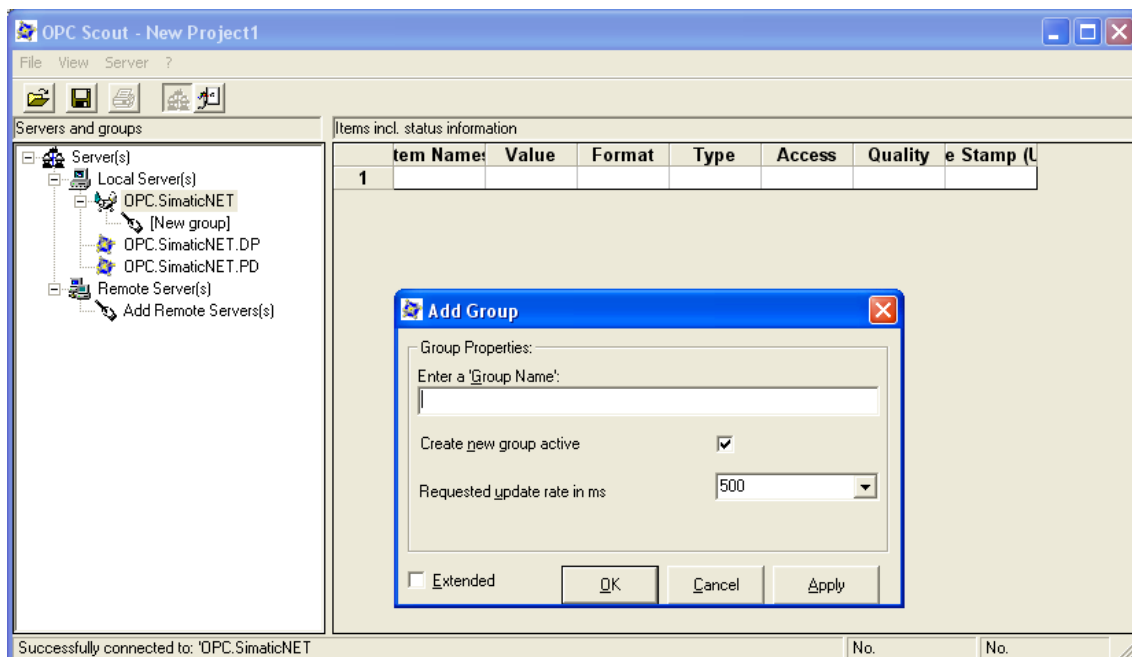 OPC Scout - New Project1
File View Server ?
Servers and groups
Items incl. status information
Server(s)
Local Server(s)
OPC.SimaticNET
[New group]
OPC.SimaticNET.DP
OPC.SimaticNET.PD
Remote Server(s)
Add Remote Servers(s)
tem Names Value Format Type Access Quality e Stamp (U
1
Add Group
Group Properties:
Enter a 'Group Name':
Create new group active
Requested update rate in ms 500
Extended OK Cancel Apply
Successfully connected to: 'OPC.SimaticNET No. No.